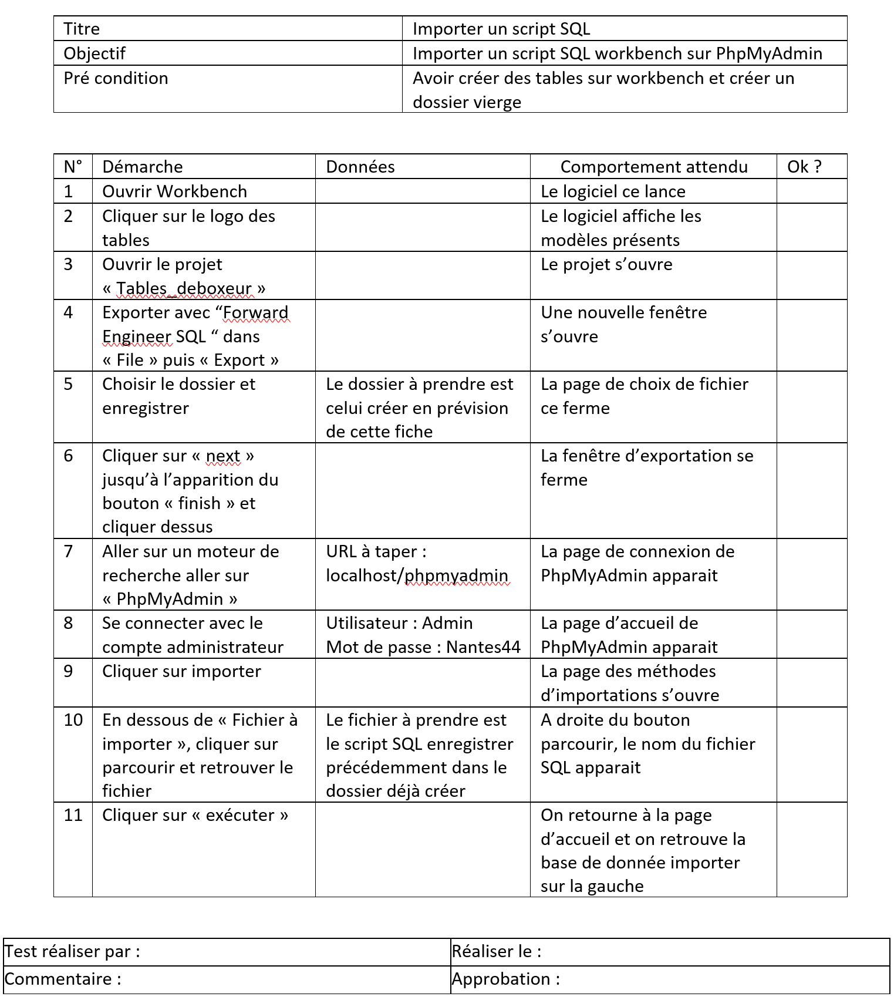 Titre
Importer un script SQL
Objectif
Importer un script SQL workbench sur PhpMyAdmin
Pré condition
Avoir créer des tables sur workbench et créer un
dossier vierge
N°
Démarche
Données
Comportement attendu
Ok ?
1
Ouvrir Workbench
Le logiciel ce lance
2
Cliquer sur le logo des
tables
Le logiciel affiche les
modèles présents
3
Ouvrir le projet
« Tables_deboxeur »
Le projet s’ouvre
4
Exporter avec “Forward
Engineer SQL “ dans
« File » puis « Export »
Une nouvelle fenêtre
s’ouvre
5
Choisir le dossier et
enregistrer
Le dossier à prendre est
celui créer en prévision
de cette fiche
La page de choix de fichier
ce ferme
6
Cliquer sur « next »
jusqu’à l’apparition du
bouton « finish » et
cliquer dessus
La fenêtre d’exportation se
ferme
7
Aller sur un moteur de
recherche aller sur
« PhpMyAdmin »
URL à taper :
localhost/phpmyadmin
La page de connexion de
PhpMyAdmin apparait
8
Se connecter avec le
compte administrateur
Utilisateur : Admin
Mot de passe : Nantes44
La page d’accueil de
PhpMyAdmin apparait
9
Cliquer sur importer
La page des méthodes
d’importations s’ouvre
10
En dessous de « Fichier à
importer », cliquer sur
parcourir et retrouver le
fichier
Le fichier à prendre est
le script SQL enregistrer
précédemment dans le
dossier déjà créer
A droite du bouton
parcourir, le nom du fichier
SQL apparait
11
Cliquer sur « exécuter »
On retourne à la page
d’accueil et on retrouve la
base de donnée importer
sur la gauche
Test réaliser par :
Réaliser le :
Commentaire :
Approbation :